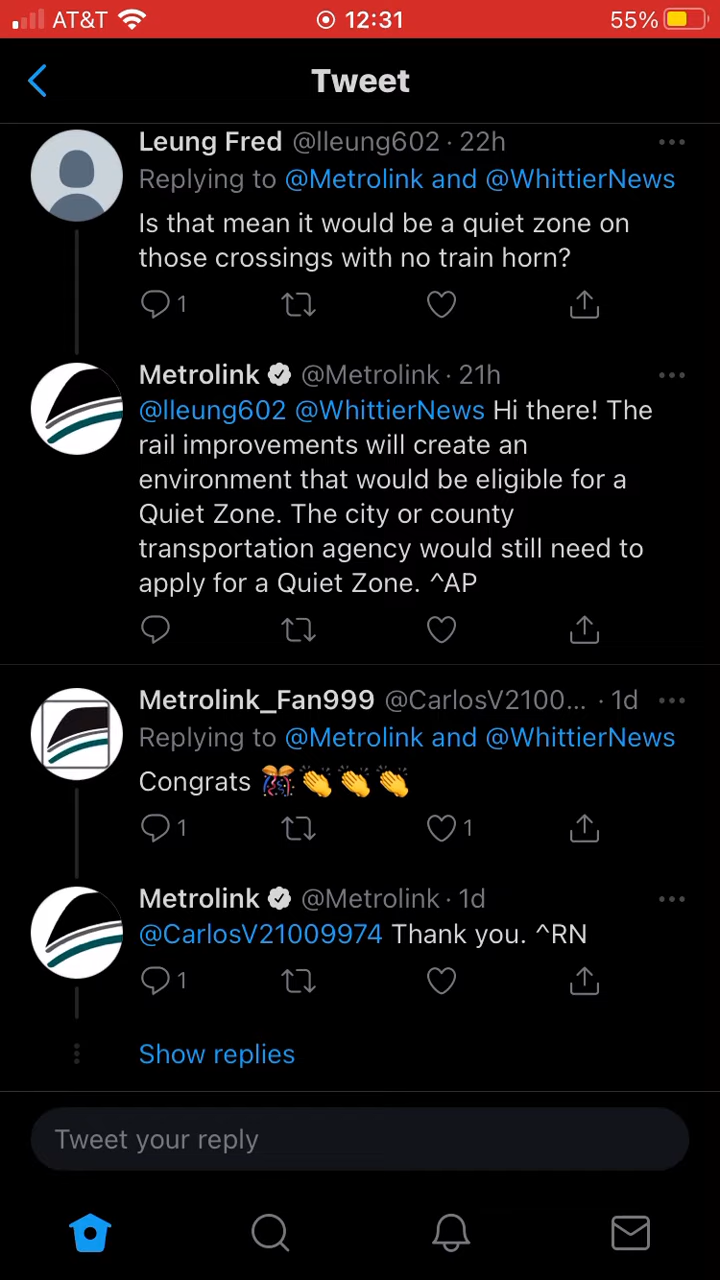 AT&T 12:31 55%
Tweet
Leung Fred @lleung602 · 22h
Replying to @Metrolink and @WhittierNews
Is that mean it would be a quiet zone on
those crossings with no train horn?
1
Metrolink @Metrolink · 21h
@lleung602 @WhittierNews Hi there! The
rail improvements will create an
environment that would be eligible for a
Quiet Zone. The city or county
transportation agency would still need to
apply for a Quiet Zone. ^AP
Metrolink_Fan999 @CarlosV2100... · 1d
Replying to @Metrolink and @WhittierNews
Congrats 🎊👏👏👏
1 1
Metrolink @Metrolink · 1d
@CarlosV21009974 Thank you. ^RN
1
Show replies
Tweet your reply